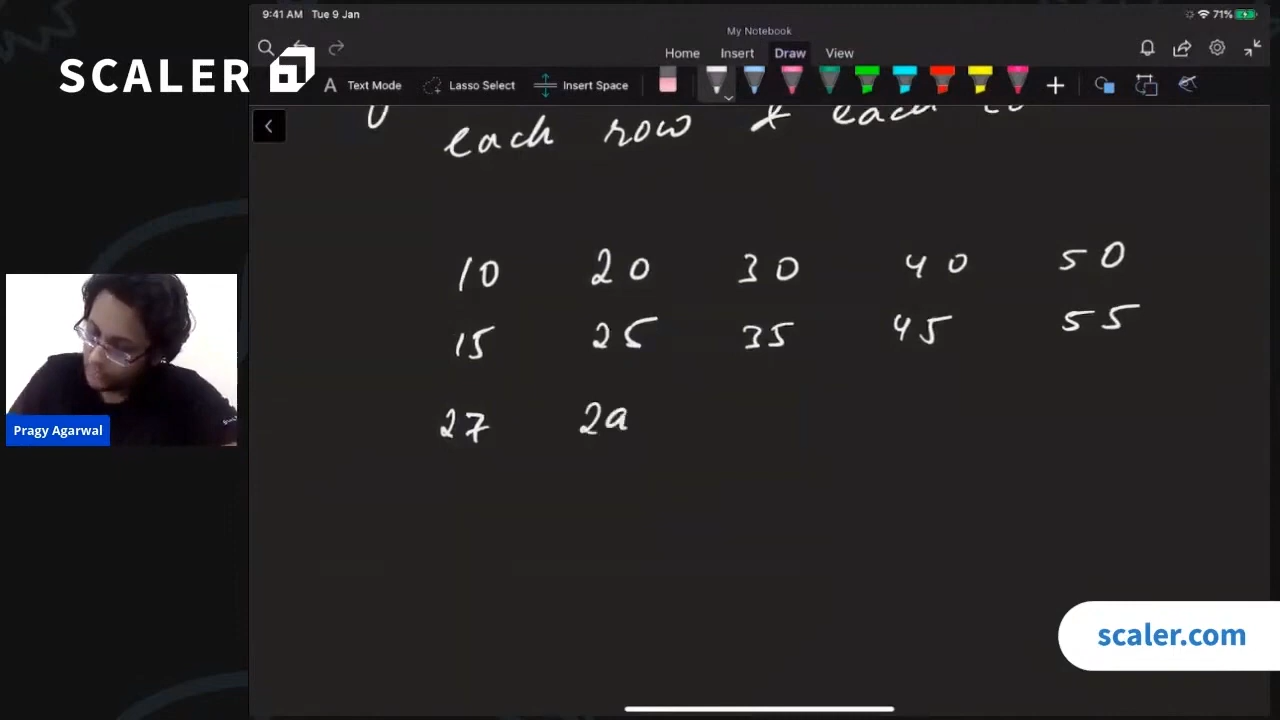 9:41 AM Tue 9 Jan
71%
My Notebook
SCALER
Home Insert Draw View
A Text Mode Lasso Select Insert Space
each row & each
10 20 30 40 50
15 25 35 45 55
27 29
Pragy Agarwal
scaler.com